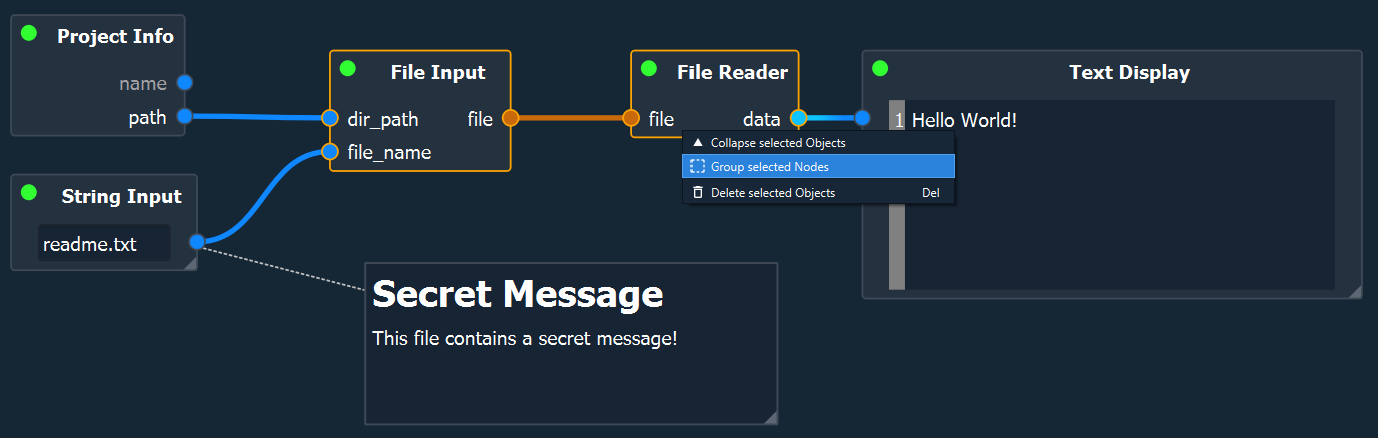 Project Info
name
path
String Input
readme.txt
File Input
dir_path file
file_name
File Reader
file data
Collapse selected Objects
Group selected Nodes
Delete selected Objects Del
Text Display
1 Hello World!
Secret Message
This file contains a secret message!